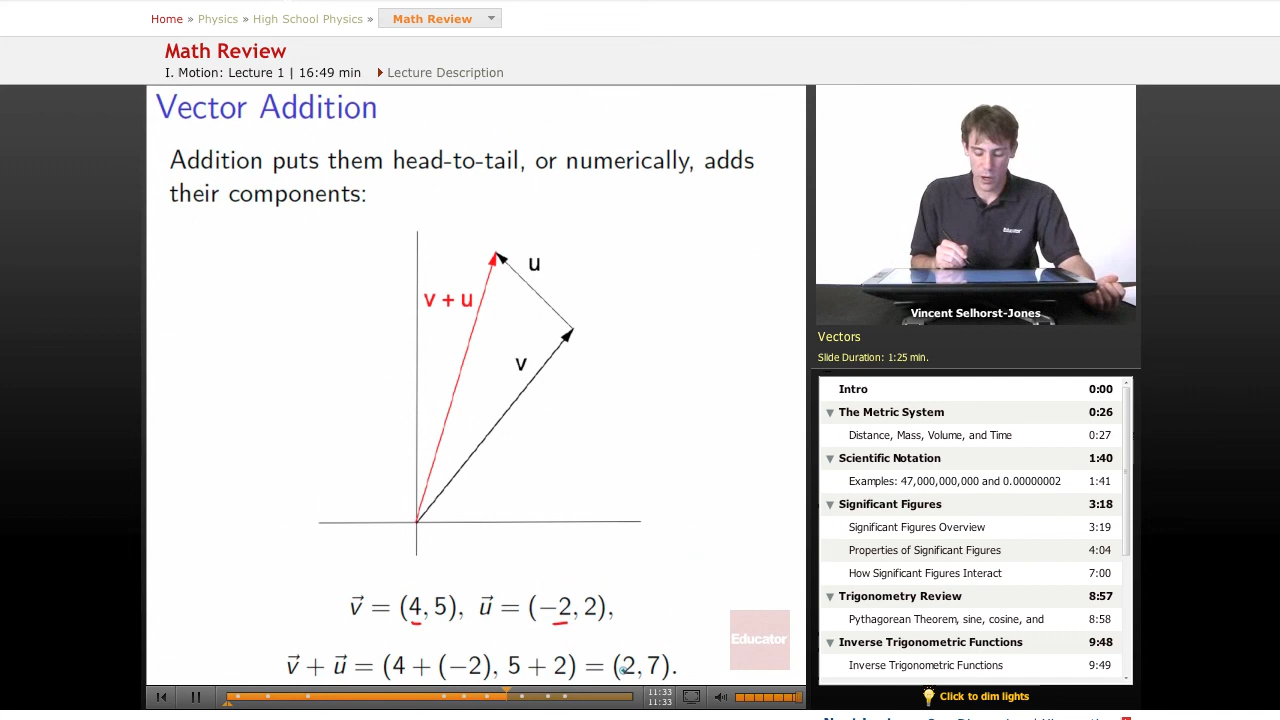 Home » Physics » High School Physics » Math Review
Math Review
I. Motion: Lecture 1 | 16:49 min Lecture Description
Vector Addition
Addition puts them head-to-tail, or numerically, adds
their components:
u
v + u
v
v⃗ = (4, 5), u⃗ = (−2, 2),
v⃗ + u⃗ = (4 + (−2), 5 + 2) = (2, 7).
Educator
11:33
11:33
Educator
Vincent Selhorst-Jones
Vectors
Slide Duration: 1:25 min.
Intro 0:00
The Metric System 0:26
Distance, Mass, Volume, and Time 0:27
Scientific Notation 1:40
Examples: 47,000,000,000 and 0.00000002 1:41
Significant Figures 3:18
Significant Figures Overview 3:19
Properties of Significant Figures 4:04
How Significant Figures Interact 7:00
Trigonometry Review 8:57
Pythagorean Theorem, sine, cosine, and 8:58
Inverse Trigonometric Functions 9:48
Inverse Trigonometric Functions 9:49
Click to dim lights